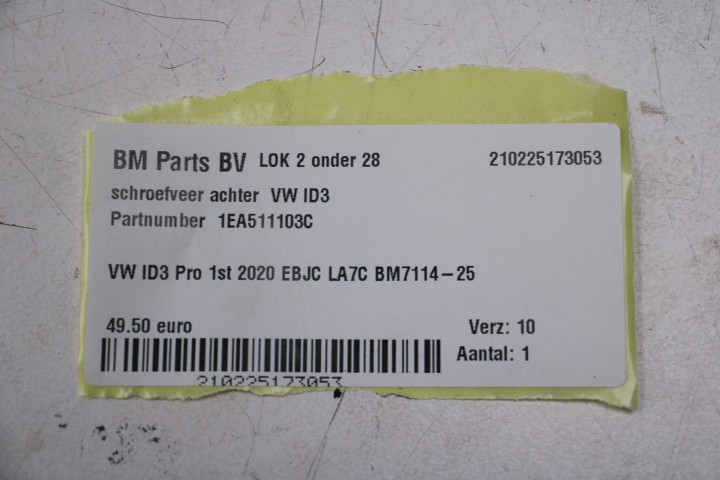 BM Parts BV LOK 2 onder 28 210225173053
schroefveer achter VW ID3
Partnumber 1EA511103C
VW ID3 Pro 1st 2020 EBJC LA7C BM7114-25
49.50 euro Verz: 10
Aantal: 1
210225173053